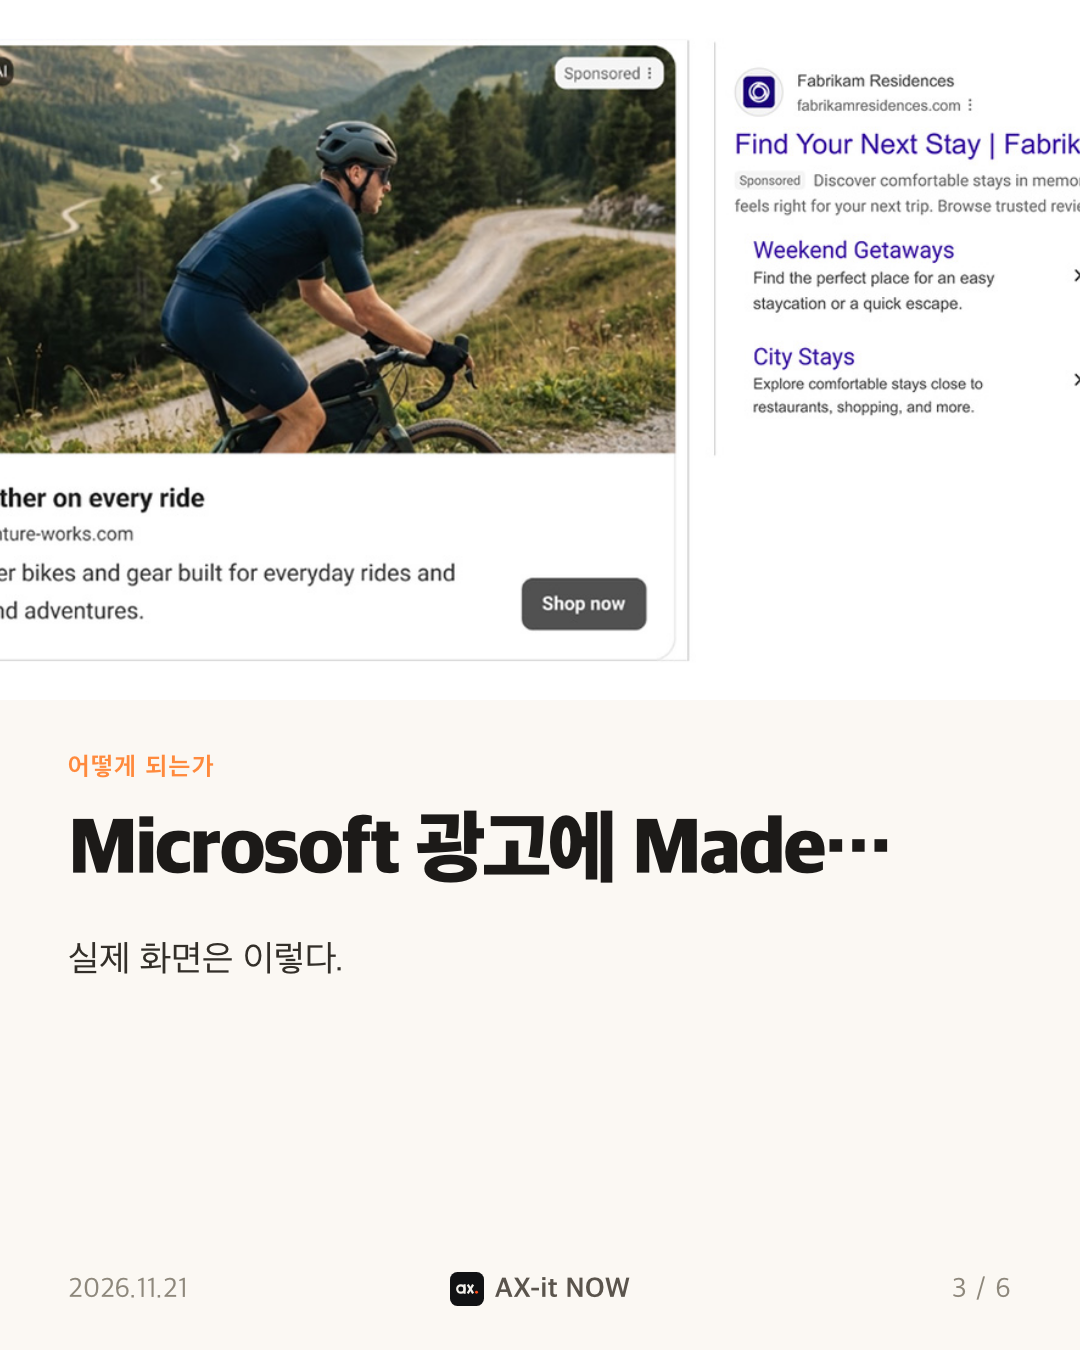 AI
Sponsored
ther on every ride
ture-works.com
er bikes and gear built for everyday rides and
nd adventures.
Shop now
Fabrikam Residences
fabrikamresidences.com
Find Your Next Stay | Fabrik
Sponsored Discover comfortable stays in memo
feels right for your next trip. Browse trusted revie
Weekend Getaways
Find the perfect place for an easy
staycation or a quick escape.
City Stays
Explore comfortable stays close to
restaurants, shopping, and more.
어떻게 되는가
Microsoft 광고에 Made…
실제 화면은 이렇다.
2026.11.21
ax. AX-it NOW
3 / 6